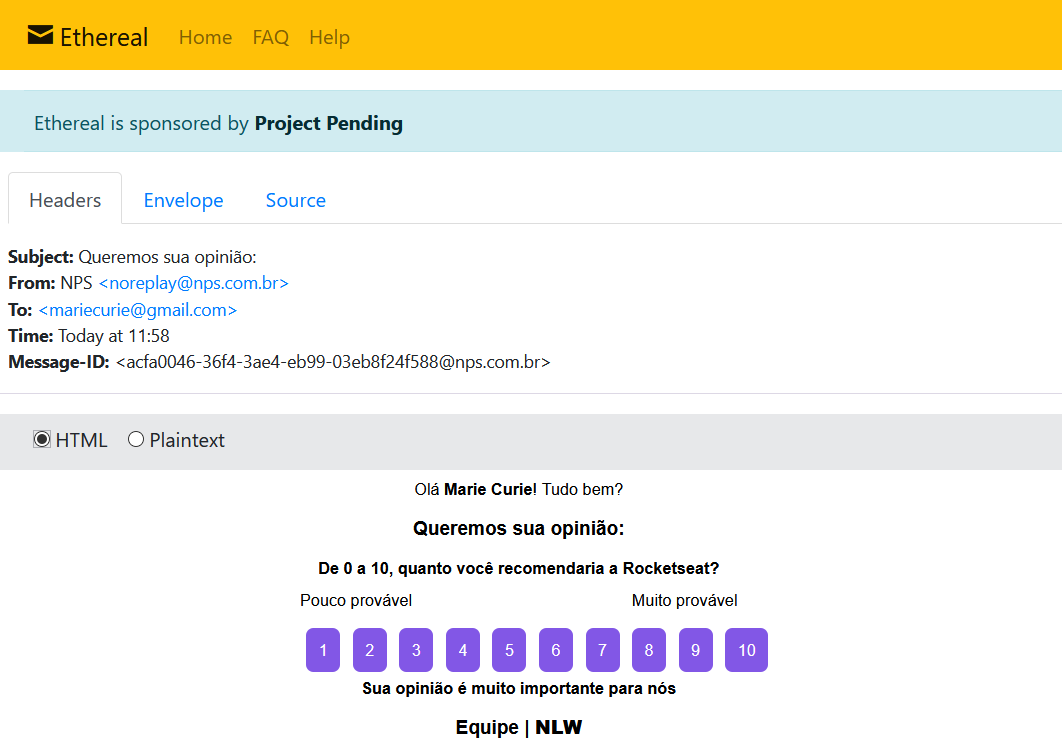 Ethereal Home FAQ Help
Ethereal is sponsored by Project Pending
Headers Envelope Source
Subject: Queremos sua opinião:
From: NPS <noreplay@nps.com.br>
To: <mariecurie@gmail.com>
Time: Today at 11:58
Message-ID: <acfa0046-36f4-3ae4-eb99-03eb8f24f588@nps.com.br>
HTML Plaintext
Olá Marie Curie! Tudo bem?
Queremos sua opinião:
De 0 a 10, quanto você recomendaria a Rocketseat?
Pouco provável Muito provável
1 2 3 4 5 6 7 8 9 10
Sua opinião é muito importante para nós
Equipe | NLW